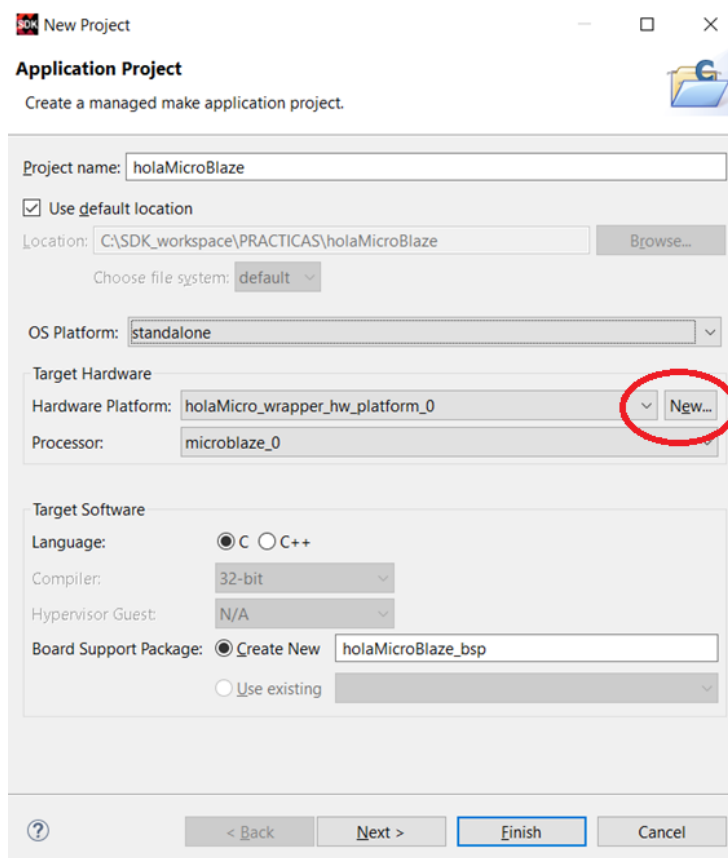 SDK New Project
Application Project
Create a managed make application project.
Project name: holaMicroBlaze
Use default location
Location: C:\SDK_workspace\PRACTICAS\holaMicroBlaze Browse...
Choose file system: default
OS Platform: standalone
Target Hardware
Hardware Platform: holaMicro_wrapper_hw_platform_0 New...
Processor: microblaze_0
Target Software
Language: C C++
Compiler: 32-bit
Hypervisor Guest: N/A
Board Support Package: Create New holaMicroBlaze_bsp
Use existing
? < Back Next > Finish Cancel